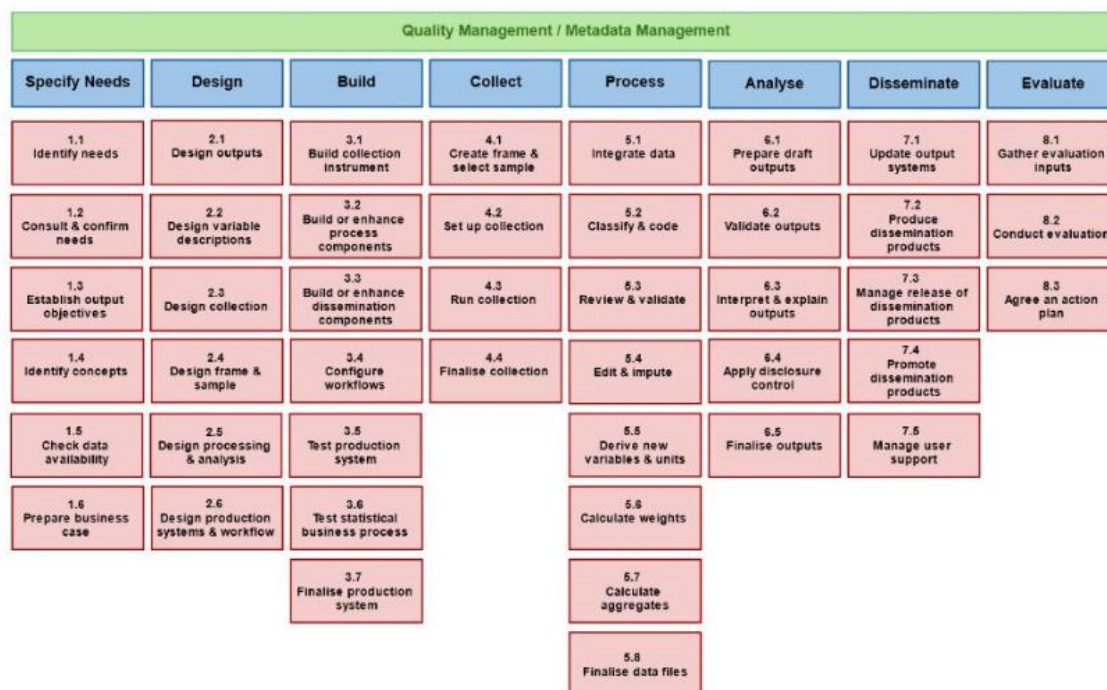 Quality Management / Metadata Management
Specify Needs
Design
Build
Collect
Process
Analyse
Disseminate
Evaluate
1.1
Identify needs
2.1
Design outputs
3.1
Build collection
instrument
4.1
Create frame &
select sample
5.1
Integrate data
6.1
Prepare draft
outputs
7.1
Update output
systems
8.1
Gather evaluation
inputs
1.2
Consult & confirm
needs
2.2
Design variable
descriptions
3.2
Build or enhance
process
components
4.2
Set up collection
5.2
Classify & code
6.2
Validate outputs
7.2
Produce
dissemination
products
8.2
Conduct evaluation
1.3
Establish output
objectives
2.3
Design collection
3.3
Build or enhance
dissemination
components
4.3
Run collection
5.3
Review & validate
6.3
Interpret & explain
outputs
7.3
Manage release of
dissemination
products
8.3
Agree an action
plan
1.4
Identify concepts
2.4
Design frame &
sample
3.4
Configure
workflows
4.4
Finalise collection
5.4
Edit & impute
6.4
Apply disclosure
control
7.4
Promote
dissemination
products
1.5
Check data
availability
2.5
Design processing
& analysis
3.5
Test production
system
5.5
Derive new
variables & units
6.5
Finalise outputs
7.5
Manage user
support
1.6
Prepare business
case
2.6
Design production
systems & workflow
3.6
Test statistical
business process
5.6
Calculate weights
3.7
Finalise production
system
5.7
Calculate
aggregates
5.8
Finalise data files